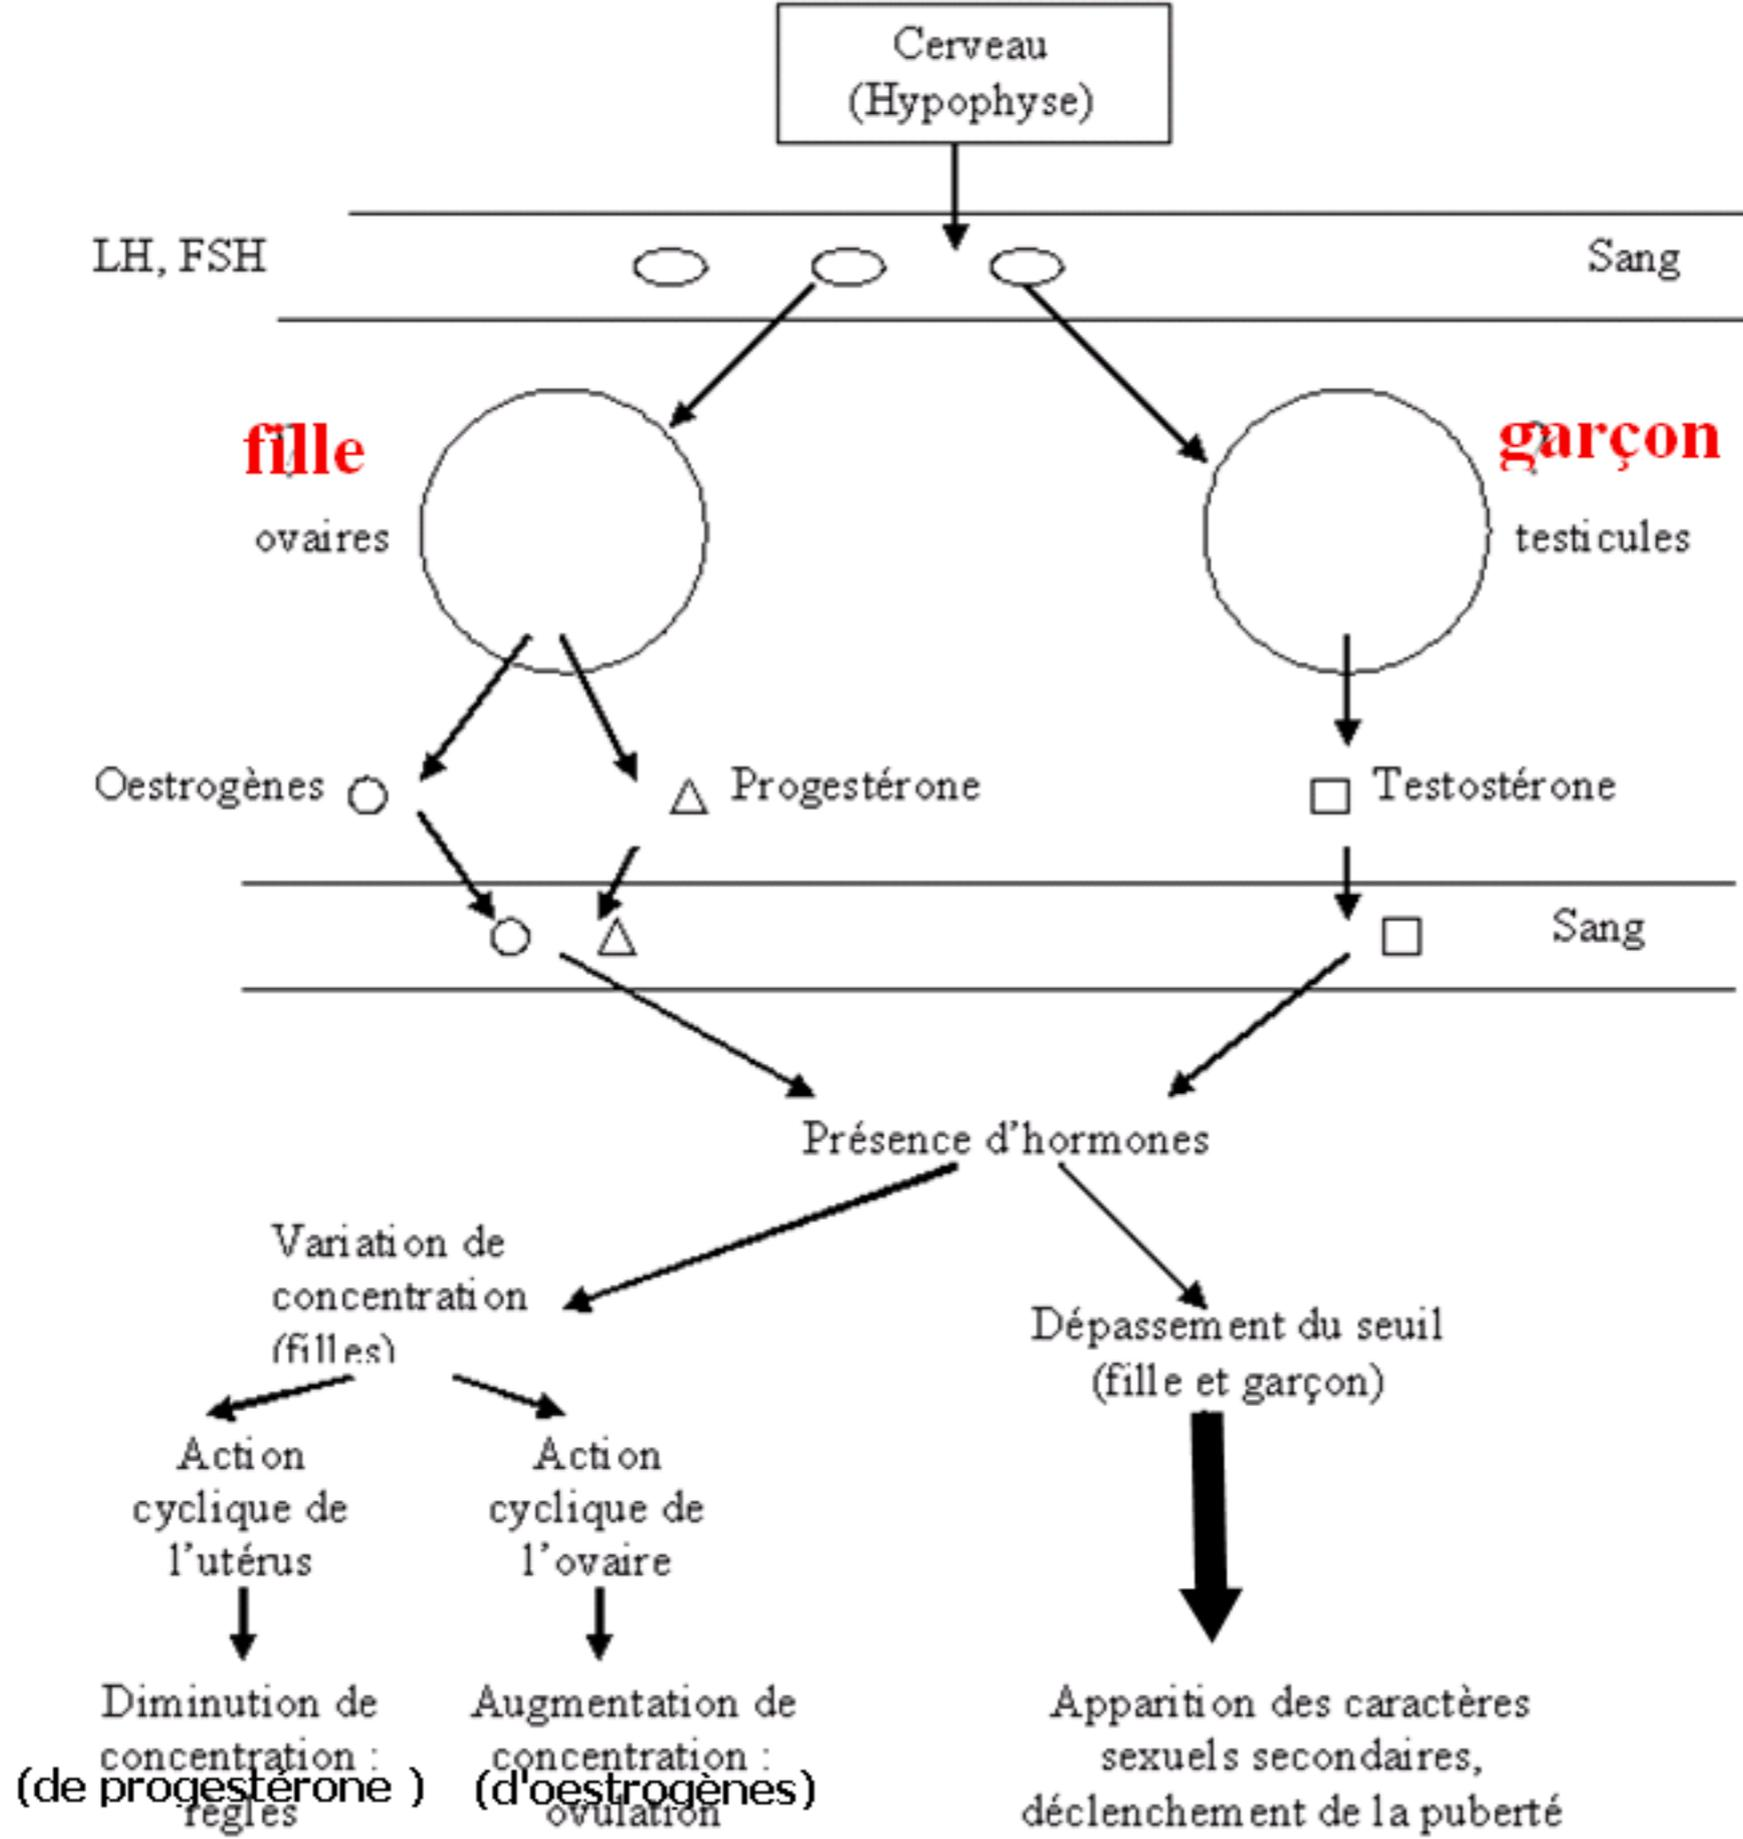 Cerveau
(Hypophyse)
LH, FSH
Sang
fille
garçon
ovaires
testicules
Oestrogènes
Progestérone
Testostérone
Sang
Présence d'hormones
Variation de
concentration
(filles)
Dépassement du seuil
(fille et garçon)
Action
cyclique de
l'utérus
Action
cyclique de
l'ovaire
Diminution de
concentration :
(de progestérone )
règles
Augmentation de
concentration :
(d'oestrogènes)
ovulation
Apparition des caractères
sexuels secondaires,
déclenchement de la puberté